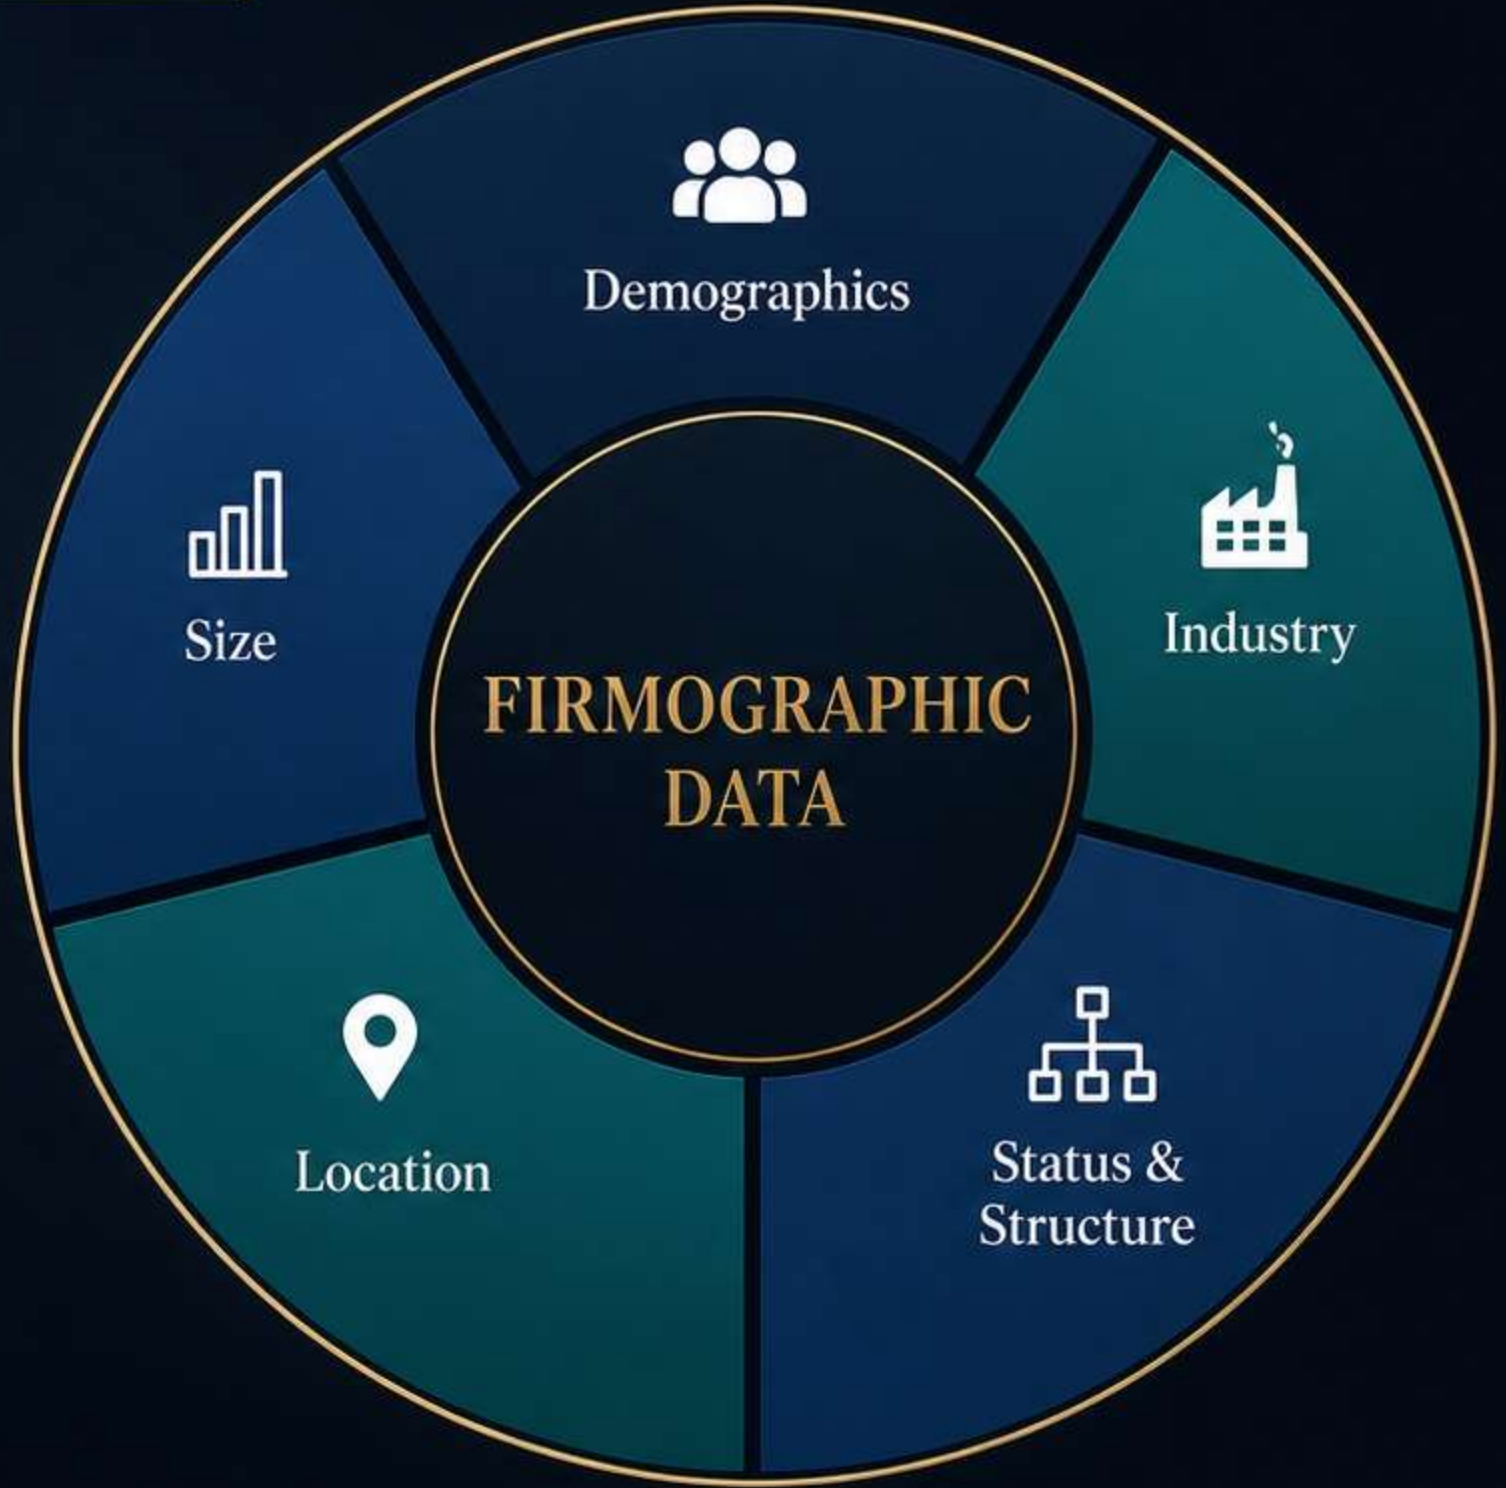 Demographics
Industry
Size
FIRMOGRAPHIC
DATA
Location
Status &
Structure